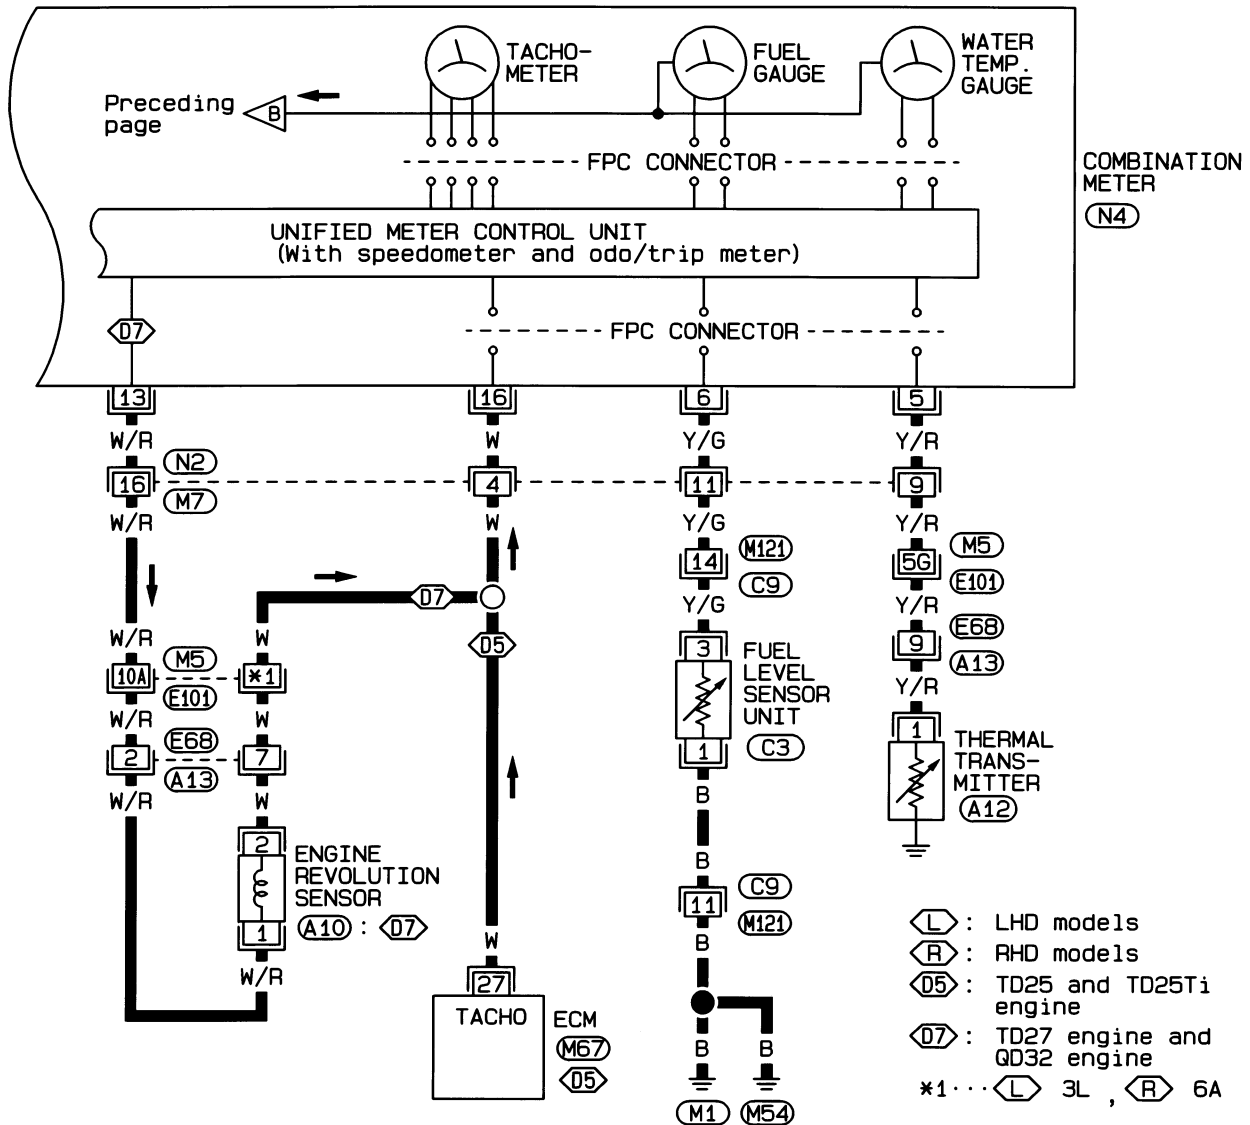 TACHO-
METER
FUEL
GAUGE
WATER
TEMP.
GAUGE
Preceding
page
B
FPC CONNECTOR
COMBINATION
METER
N4
UNIFIED METER CONTROL UNIT
(With speedometer and odo/trip meter)
D7
FPC CONNECTOR
13
16
6
5
W/R
W
Y/G
Y/R
N2
16
4
11
9
M7
W/R
W
Y/G
Y/R
M121
14
C9
M5
5G
E101
D7
Y/G
Y/R
W/R
W
D5
3
FUEL
LEVEL
SENSOR
UNIT
E68
9
A13
M5
10A
*1
E101
Y/R
W/R
W
1
C3
1
THERMAL
TRANS-
MITTER
A12
E68
2
7
A13
W/R
W
B
2
ENGINE
REVOLUTION
SENSOR
1
A10 : D7
B
C9
11
M121
W/R
W
B
27
TACHO
ECM
M67
D5
B
B
M1
M54
L : LHD models
R : RHD models
D5 : TD25 and TD25Ti
engine
D7 : TD27 engine and
QD32 engine
*1... L 3L , R 6A